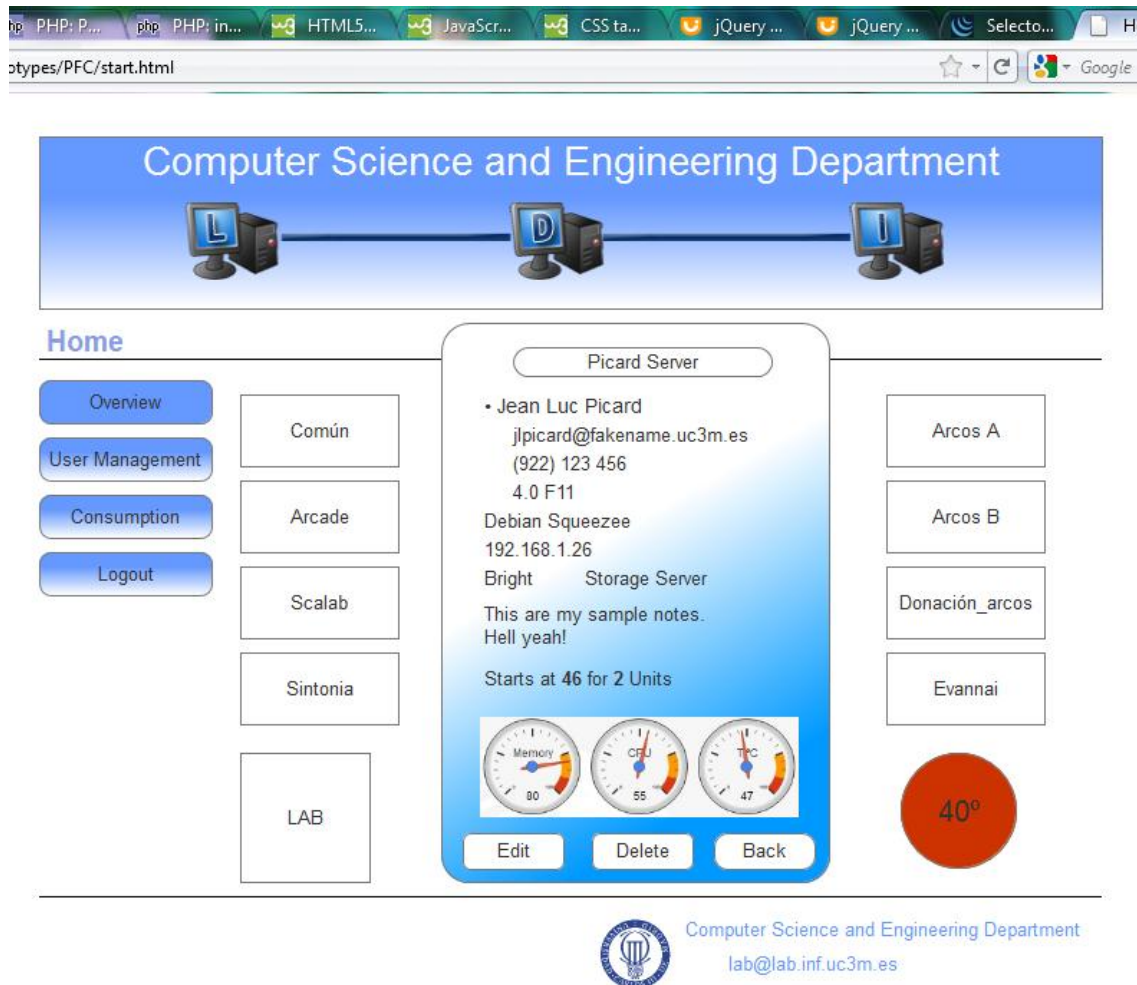 php PHP: P... php PHP: in... HTML5... JavaScr... CSS ta... jQuery ... jQuery ... Selecto... H
otypes/PFC/start.html Google
Computer Science and Engineering Department
L D I
Home
Picard Server
Overview
User Management
Consumption
Logout
Común
Arcade
Scalab
Sintonia
LAB
• Jean Luc Picard
jlpicard@fakename.uc3m.es
(922) 123 456
4.0 F11
Debian Squeezee
192.168.1.26
Bright Storage Server
This are my sample notes.
Hell yeah!
Starts at 46 for 2 Units
Memory CPU TºC
80 55 47
Edit Delete Back
Arcos A
Arcos B
Donación_arcos
Evannai
40º
Computer Science and Engineering Department
lab@lab.inf.uc3m.es